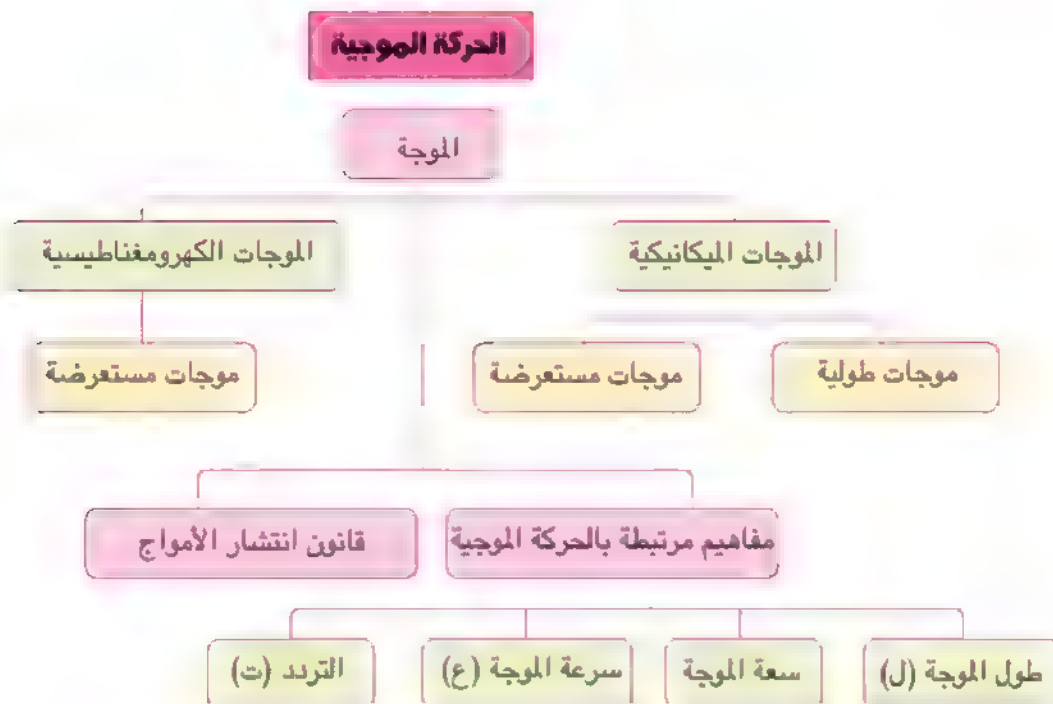 الحركة الموجية
الموجة
الموجات الميكانيكية
الموجات الكهرومغناطيسية
موجات طولية
موجات مستعرضة
موجات مستعرضة
مفاهيم مرتبطة بالحركة الموجية
قانون انتشار الأمواج
طول الموجة (ل)
سعة الموجة
سرعة الموجة (ع)
التردد (ت)